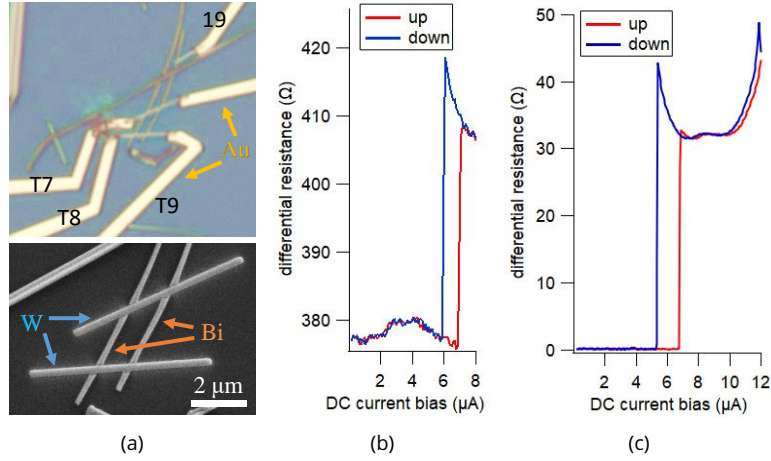 19
Au
T7
T8
T9
W
Bi
2 μm
(a)
up
down
420
410
400
390
380
differential resistance (Ω)
2 4 6 8
DC current bias (μA)
(b)
up
down
50
40
30
20
10
0
differential resistance (Ω)
2 4 6 8 10 12
DC current bias (μA)
(c)